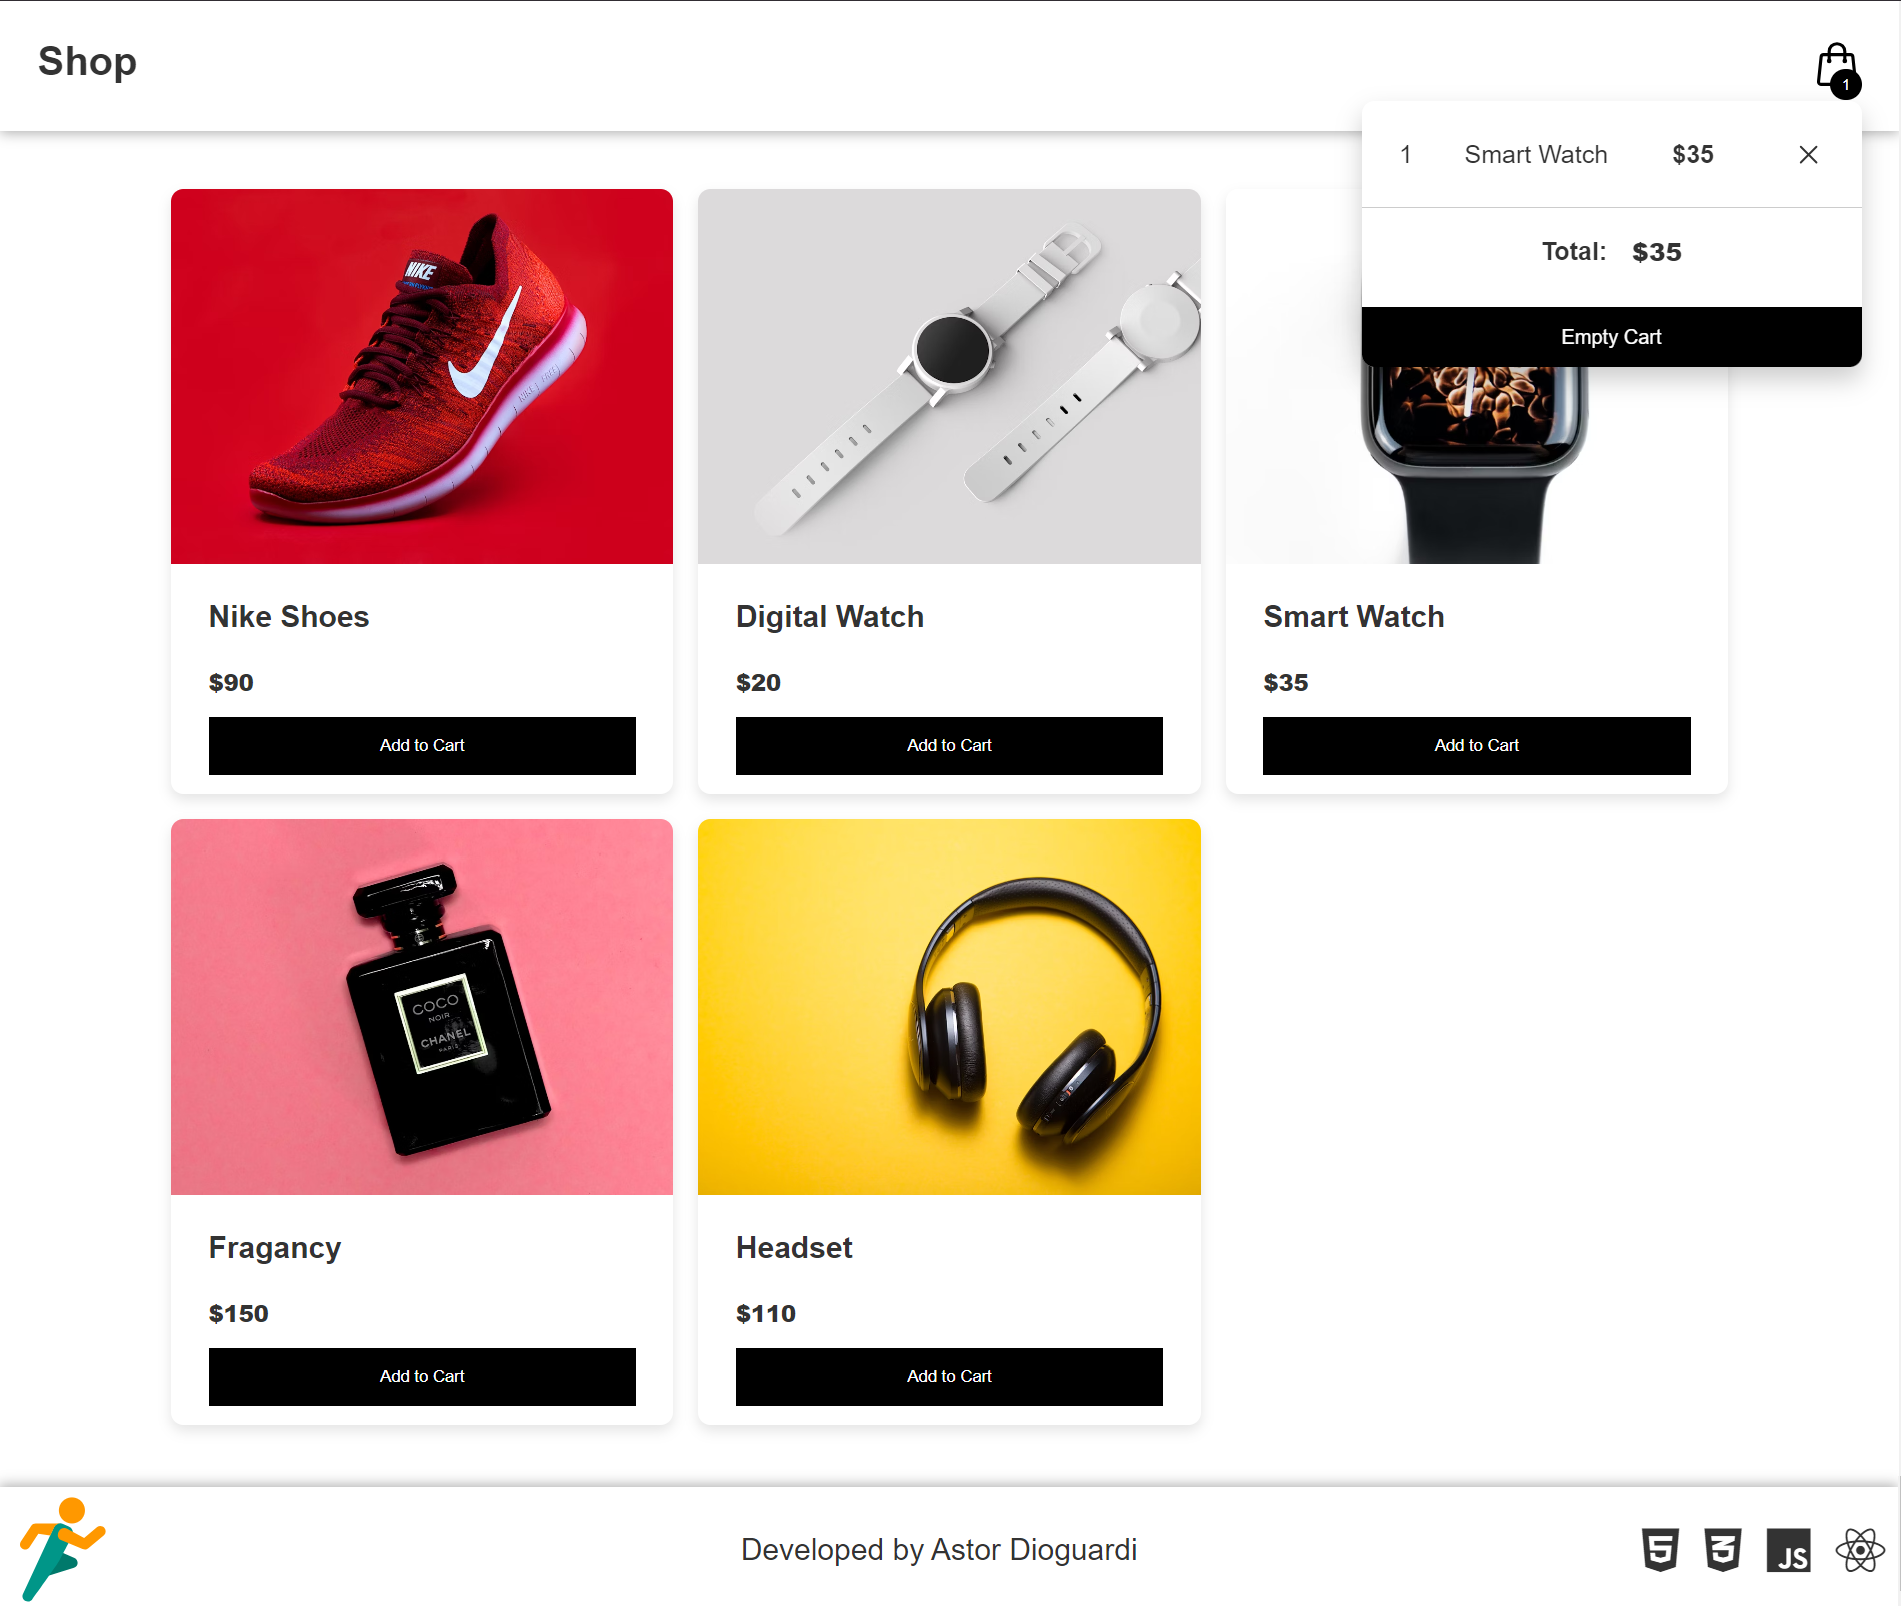 Shop
1
1 Smart Watch $35
Total: $35
Empty Cart
NIKE
Nike Shoes
$90
Add to Cart
Digital Watch
$20
Add to Cart
Smart Watch
$35
Add to Cart
COCO
NOIR
CHANEL
PARIS
Fragancy
$150
Add to Cart
Headset
$110
Add to Cart
Developed by Astor Dioguardi
5
3
JS